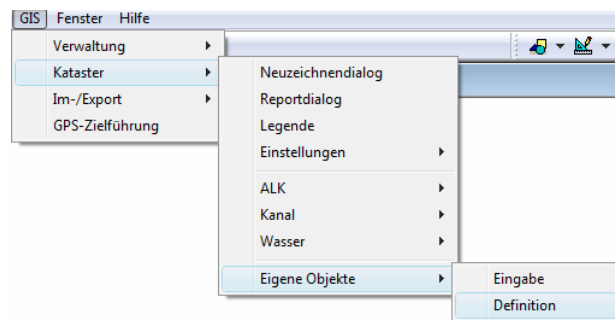 GIS Fenster Hilfe
Verwaltung
Kataster
Im-/Export
GPS-Zielführung
Neuzeichnendialog
Reportdialog
Legende
Einstellungen
ALK
Kanal
Wasser
Eigene Objekte
Eingabe
Definition